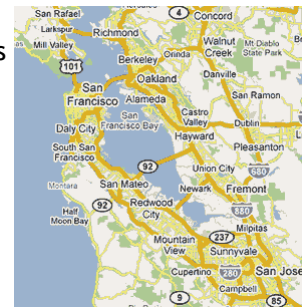 s
San Rafael
Larkspur
Mill Valley
Richmond
4
Concord
Walnut
Creek
Mt Diablo
State Park
Berkeley
Orinda
101
Oakland
Danville
San
Francisco
Alameda
San Ramon
San
Francisco Bay
Castro
Valley
Dublin
Daly City
Hayward
Pleasanton
South San
Francisco
92
Union City
680
Montara
San Mateo
Newark
Fremont
Half
Moon Bay
Redwood
City
880
Milpitas
Mountain
View
237
Sunnyvale
Cupertino
280
San Jose
9
Campbell
85